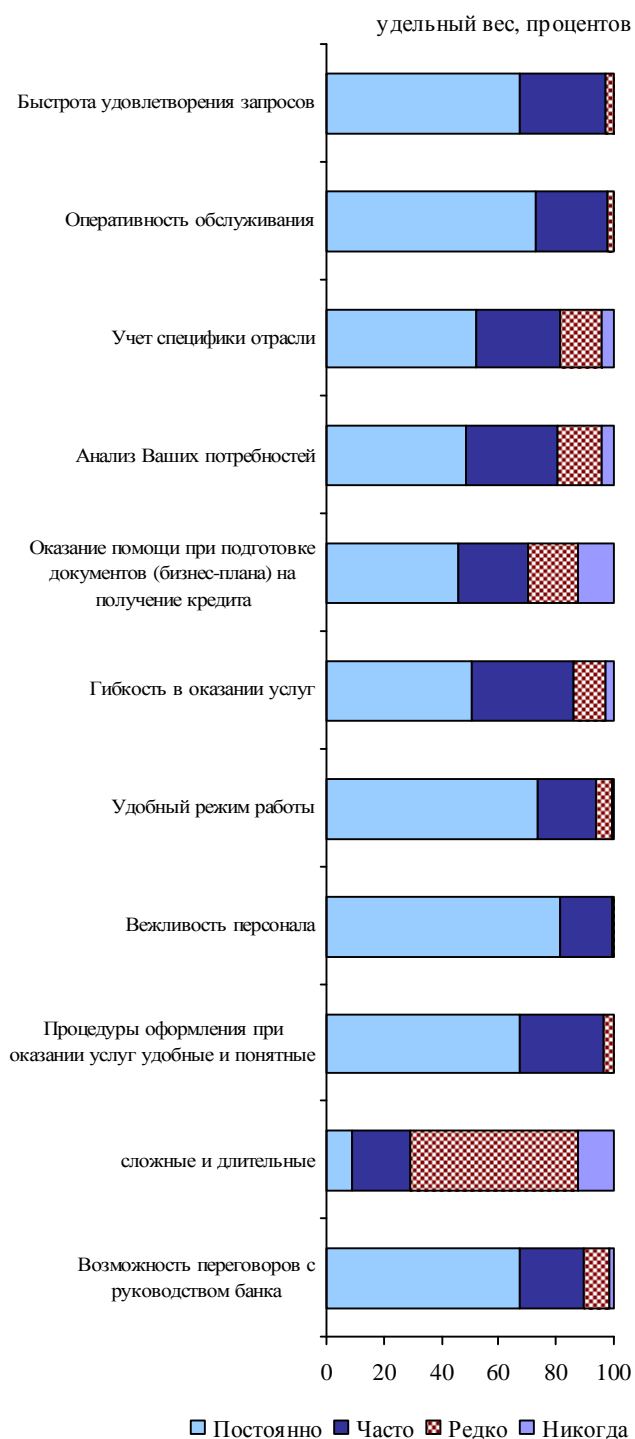 удельный вес, процентов
Быстрота удовлетворения запросов
Оперативность обслуживания
Учет специфики отрасли
Анализ Ваших потребностей
Оказание помощи при подготовке
документов (бизнес-плана) на
получение кредита
Гибкость в оказании услуг
Удобный режим работы
Вежливость персонала
Процедуры оформления при
оказании услуг удобные и понятные
сложные и длительные
Возможность переговоров с
руководством банка
0 20 40 60 80 100
Постоянно Часто Редко Никогда